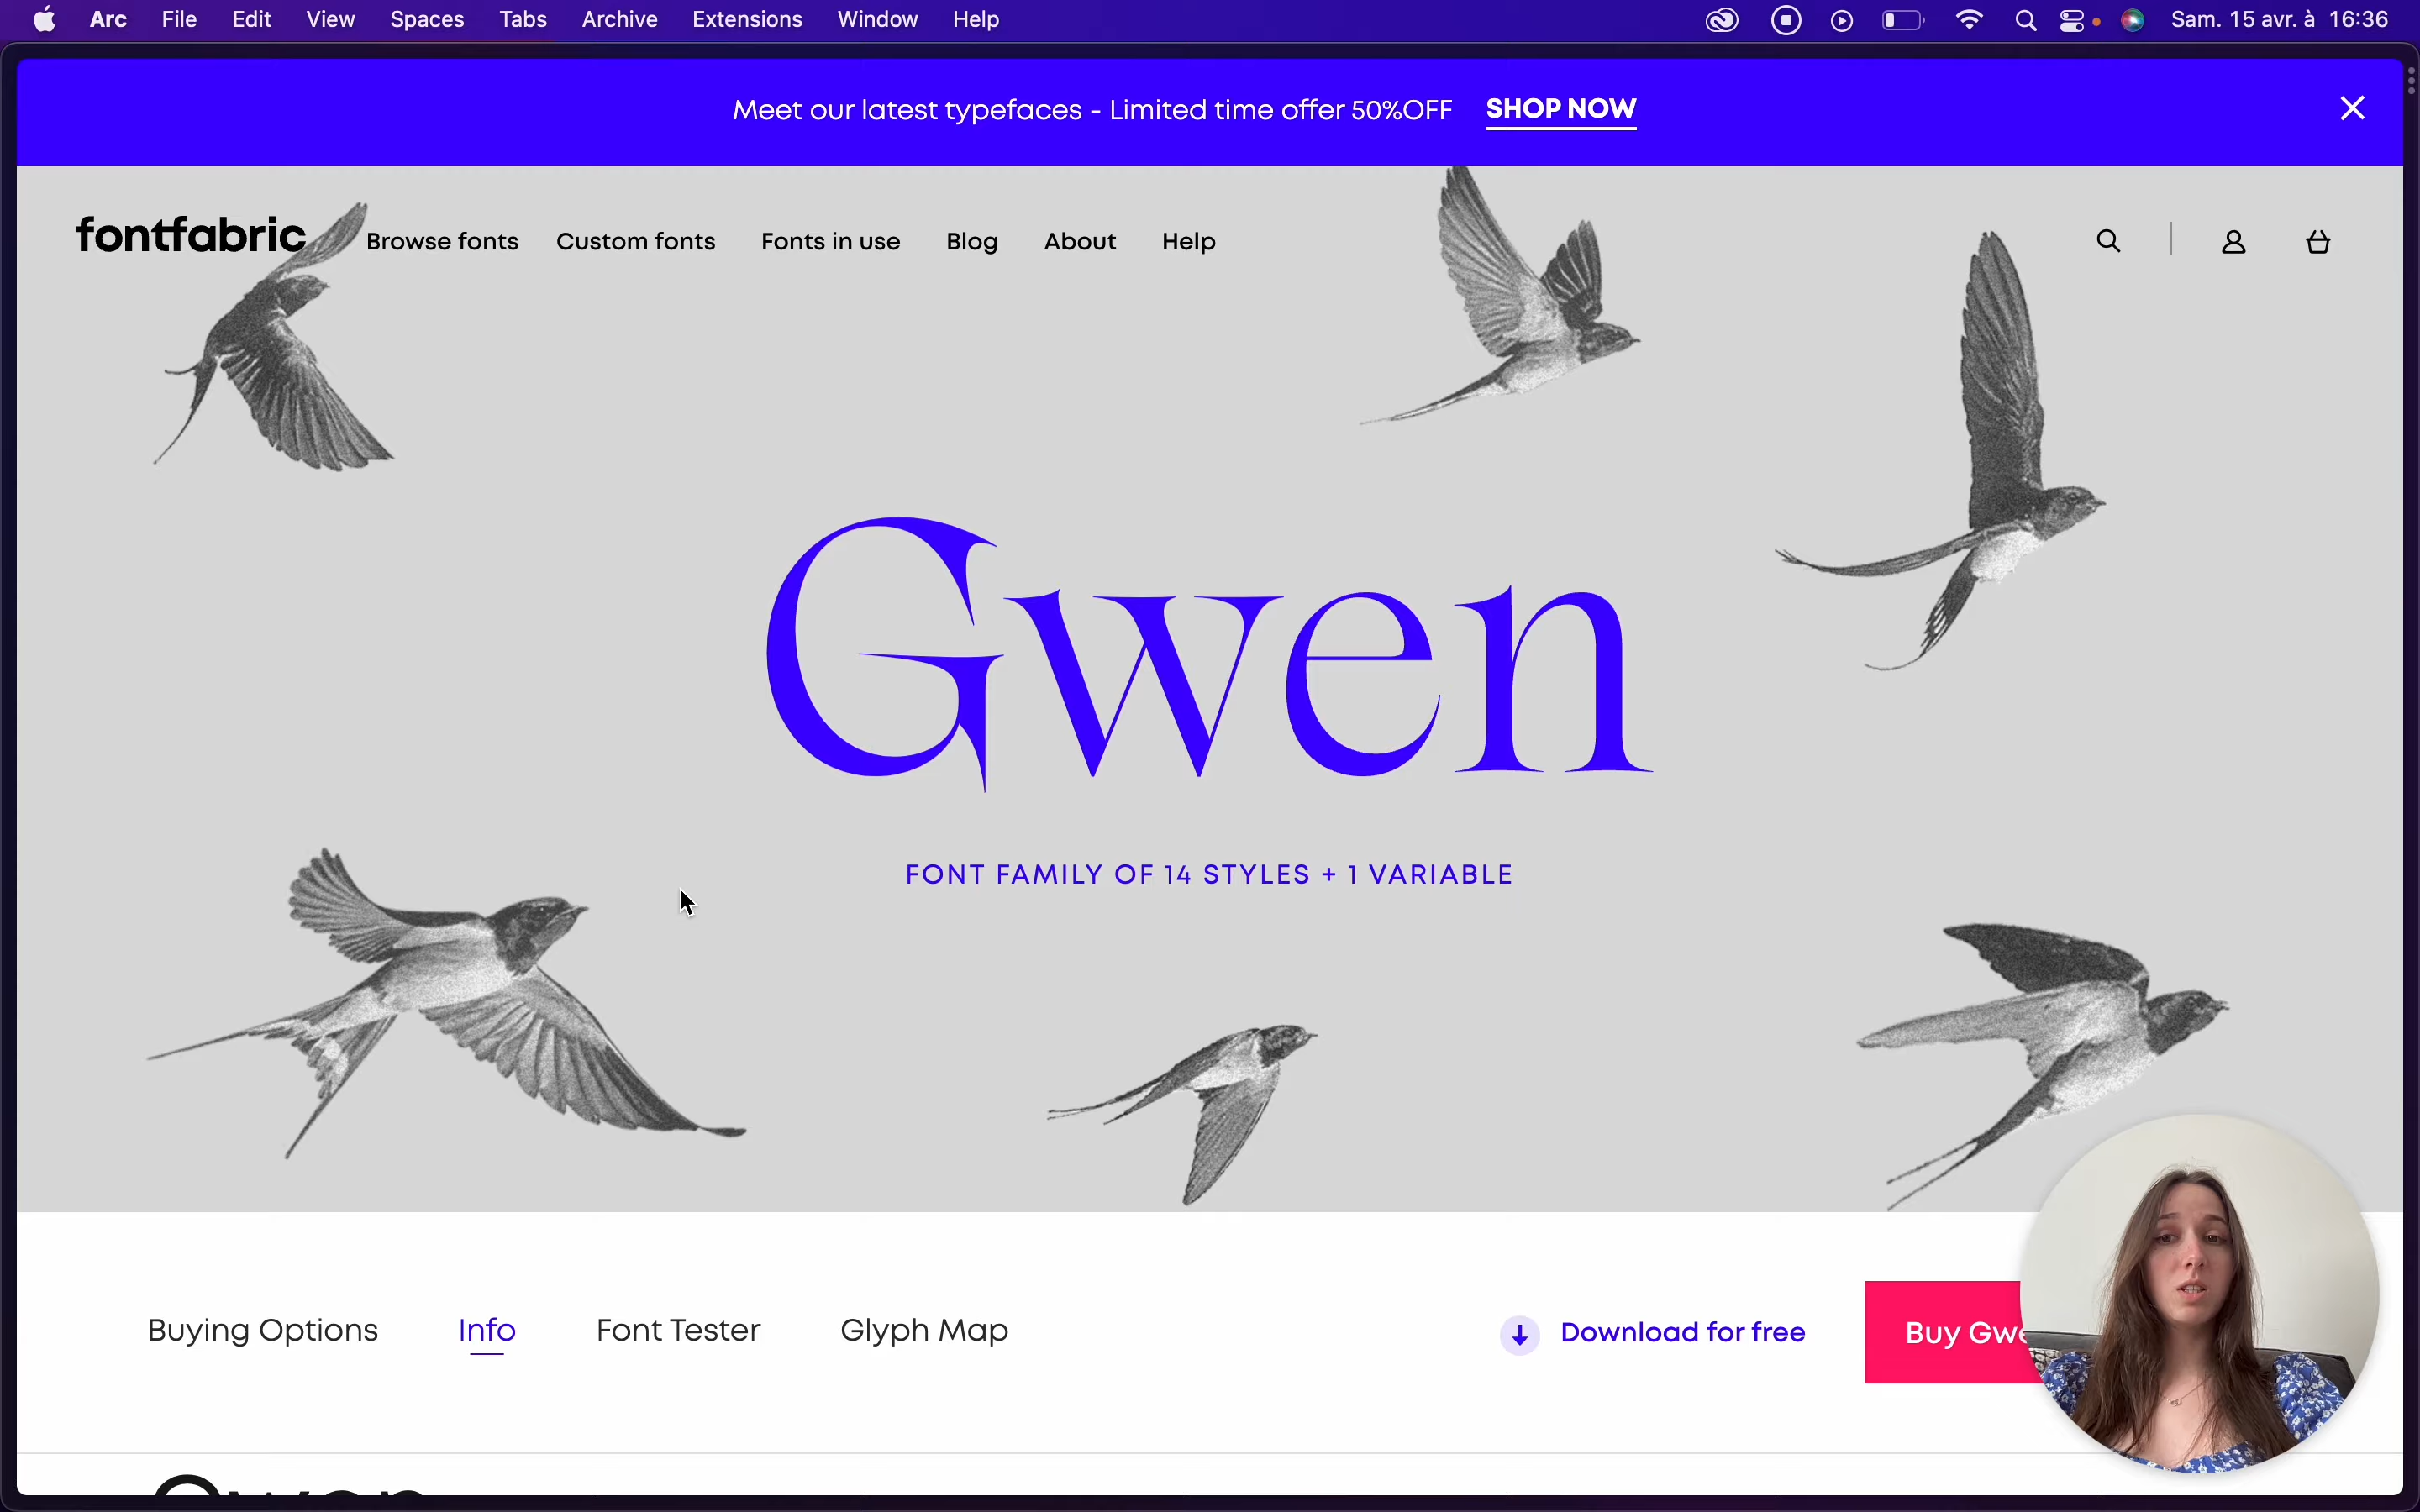 Arc File Edit View Spaces Tabs Archive Extensions Window Help Sam. 15 avr. à 16:36
Meet our latest typefaces - Limited time offer 50%OFF SHOP NOW
fontfabric Browse fonts Custom fonts Fonts in use Blog About Help
Gwen
FONT FAMILY OF 14 STYLES + 1 VARIABLE
Buying Options Info Font Tester Glyph Map Download for free Buy Gwe